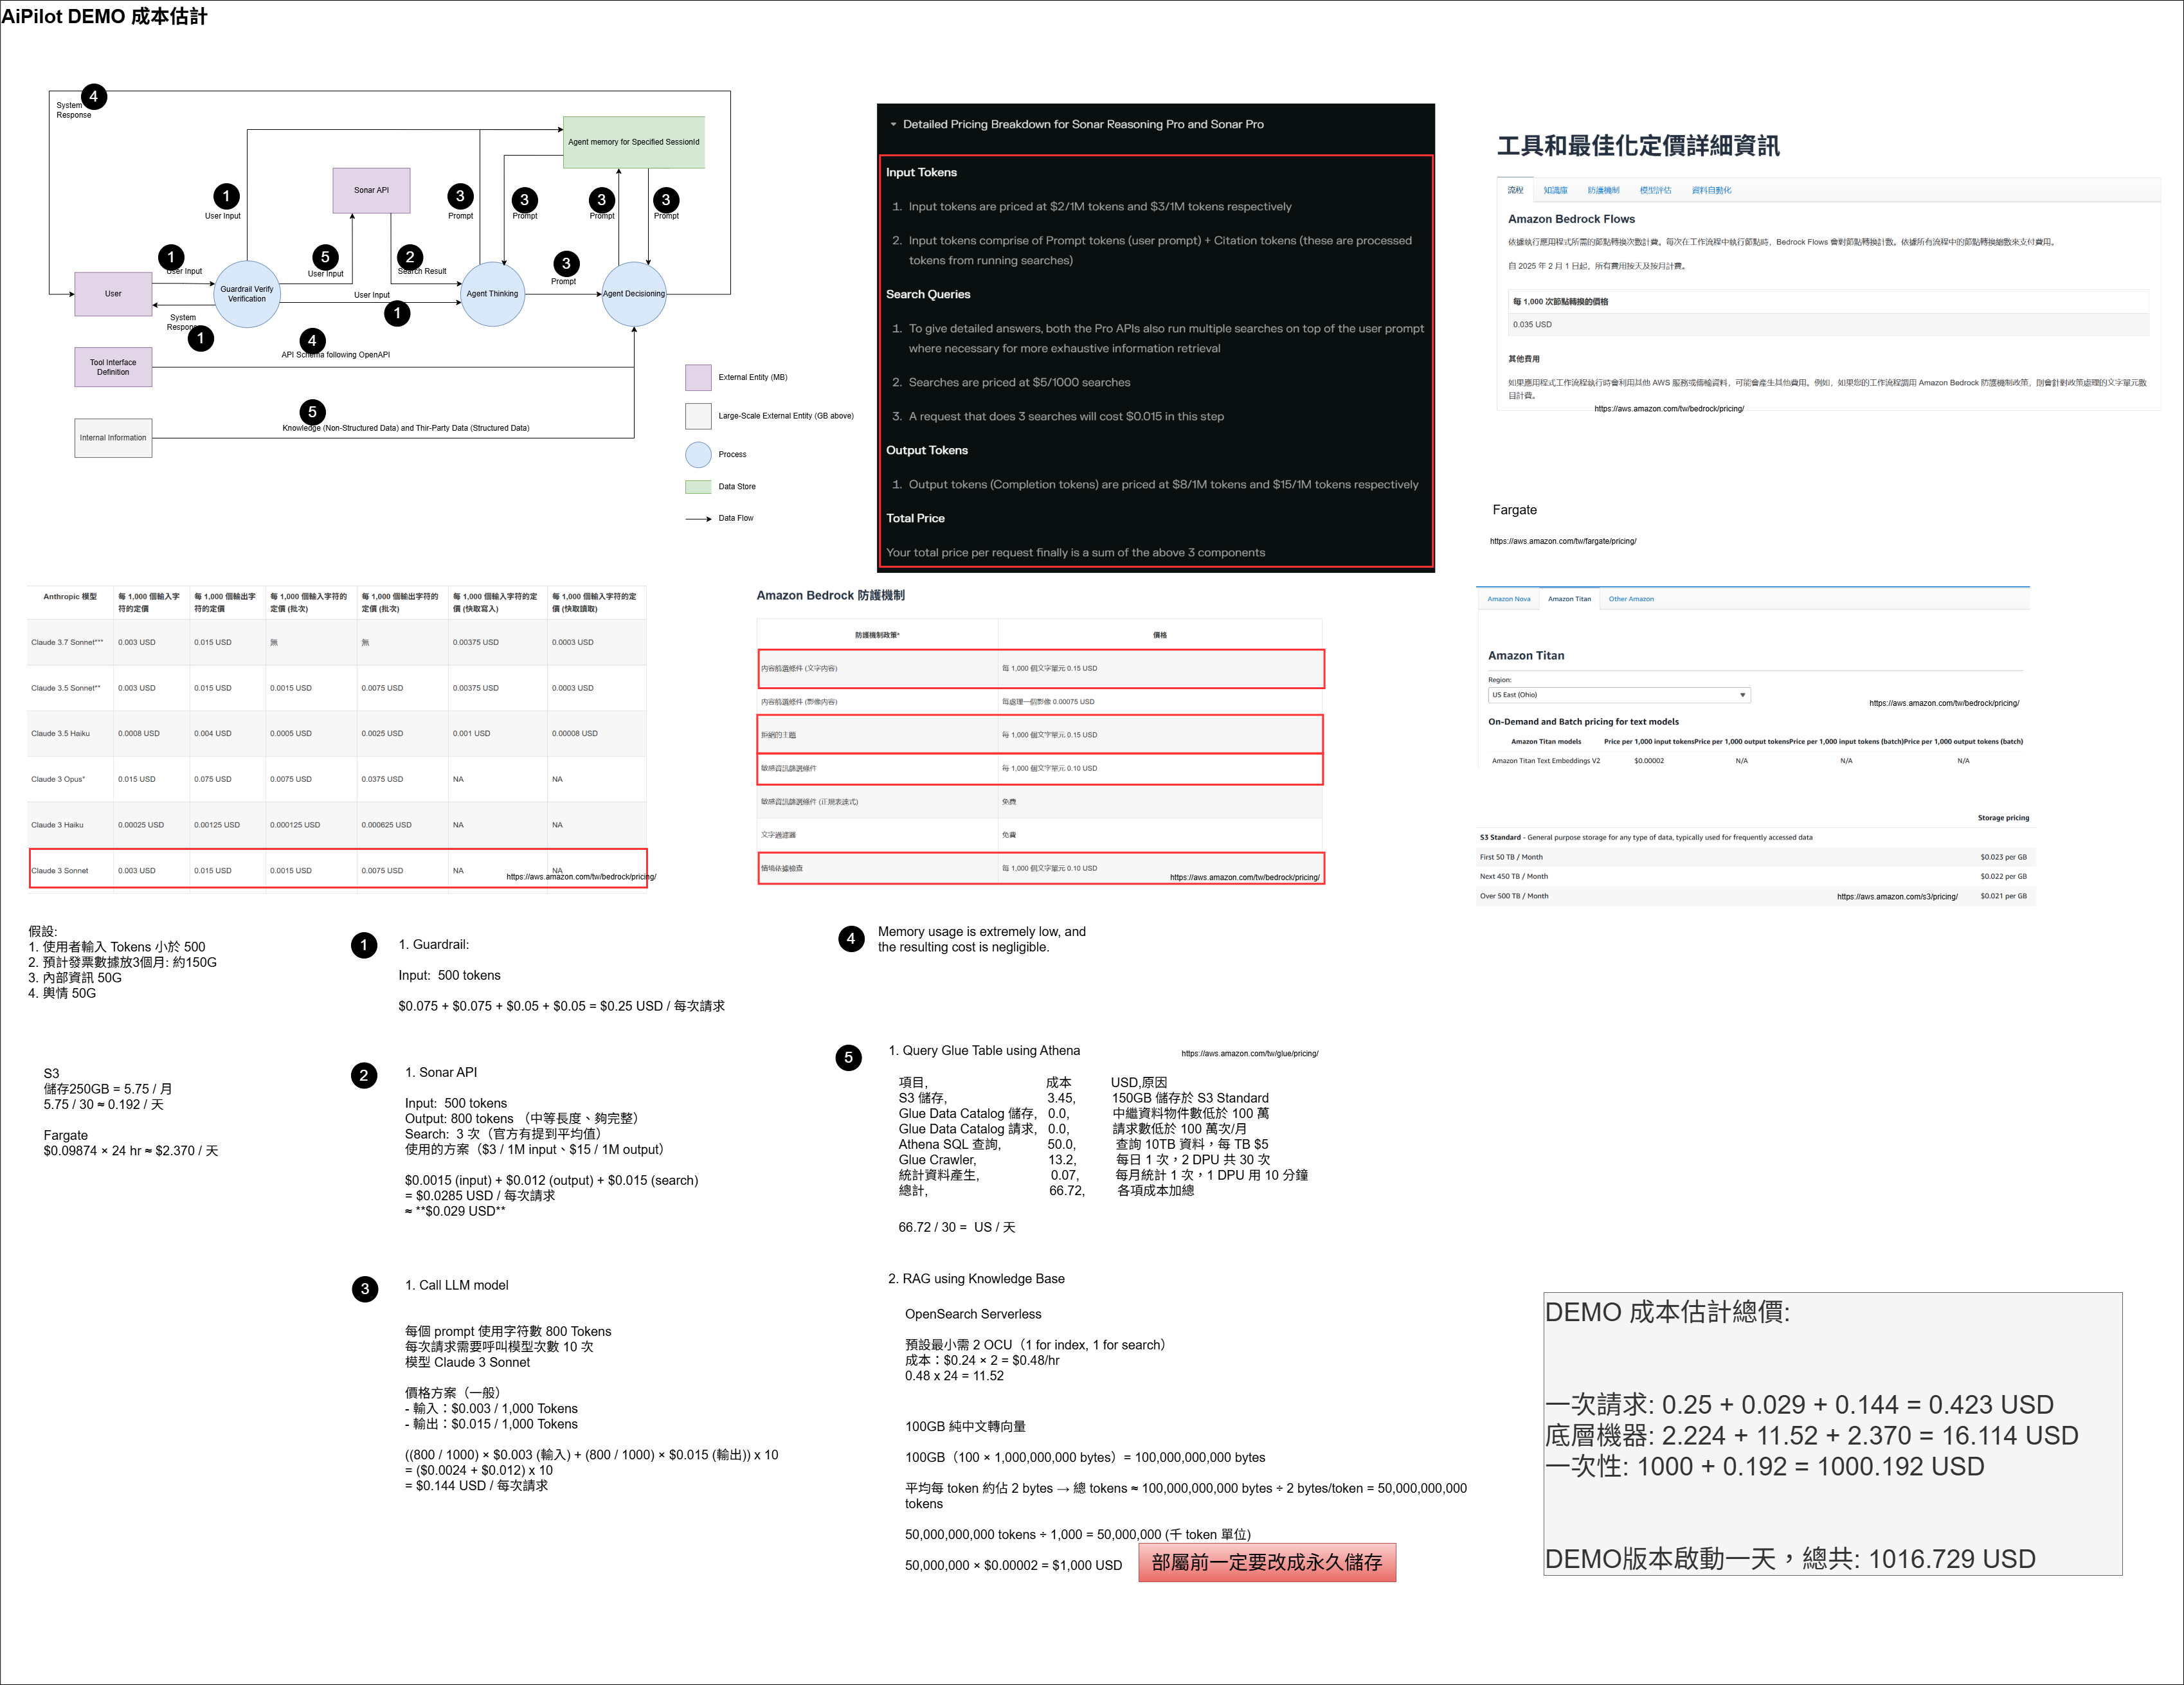 AiPilot DEMO 成本估計
4
System
Response
Agent memory for Specified SessionId
Sonar API
1
User Input
3
Prompt
3
Prompt
3
Prompt
3
Prompt
1
User Input
5
User Input
2
Search Result
3
Prompt
User
Guardrail Verify
Verification
User Input
1
Agent Thinking
Agent Decisioning
System
Response
1
4
API Schema following OpenAPI
Tool Interface
Definition
5
Knowledge (Non-Structured Data) and Thir-Party Data (Structured Data)
Internal Information
External Entity (MB)
Large-Scale External Entity (GB above)
Process
Data Store
Data Flow
Detailed Pricing Breakdown for Sonar Reasoning Pro and Sonar Pro
Input Tokens
1. Input tokens are priced at $2/1M tokens and $3/1M tokens respectively
2. Input tokens comprise of Prompt tokens (user prompt) + Citation tokens (these are processed
tokens from running searches)
Search Queries
1. To give detailed answers, both the Pro APIs also run multiple searches on top of the user prompt
where necessary for more exhaustive information retrieval
2. Searches are priced at $5/1000 searches
3. A request that does 3 searches will cost $0.015 in this step
Output Tokens
1. Output tokens (Completion tokens) are priced at $8/1M tokens and $15/1M tokens respectively
Total Price
Your total price per request finally is a sum of the above 3 components
工具和最佳化定價詳細資訊
流程 知識庫 防護機制 模型評估 資料自動化
Amazon Bedrock Flows
依據執行應用程式所需的節點轉換次數計費。每次在工作流程中執行節點時，Bedrock Flows 會對節點轉換計數。依據所有流程中的節點轉換總數來支付費用。
自 2025 年 2 月 1 日起，所有費用按天及按月計費。
每 1,000 次節點轉換的價格
0.035 USD
其他費用
如果應用程式工作流程執行時會利用其他 AWS 服務或傳輸資料，可能會產生其他費用。例如，如果您的工作流程調用 Amazon Bedrock 防護機制政策，則會針對政策處理的文字單元數
目計費。
https://aws.amazon.com/tw/bedrock/pricing/
Fargate
https://aws.amazon.com/tw/fargate/pricing/
Anthropic 模型 每 1,000 個輸入字符的定價 每 1,000 個輸出字符的定價 每 1,000 個輸入字符的定價 (批次) 每 1,000 個輸出字符的定價 (批次) 每 1,000 個輸入字符的定價 (快取寫入) 每 1,000 個輸入字符的定價 (快取讀取)
Claude 3.7 Sonnet*** 0.003 USD 0.015 USD 無 無 0.00375 USD 0.0003 USD
Claude 3.5 Sonnet** 0.003 USD 0.015 USD 0.0015 USD 0.0075 USD 0.00375 USD 0.0003 USD
Claude 3.5 Haiku 0.0008 USD 0.004 USD 0.0005 USD 0.0025 USD 0.001 USD 0.00008 USD
Claude 3 Opus* 0.015 USD 0.075 USD 0.0075 USD 0.0375 USD NA NA
Claude 3 Haiku 0.00025 USD 0.00125 USD 0.000125 USD 0.000625 USD NA NA
Claude 3 Sonnet 0.003 USD 0.015 USD 0.0015 USD 0.0075 USD NA NA
https://aws.amazon.com/tw/bedrock/pricing/
Amazon Bedrock 防護機制
防護機制政策* 價格
內容篩選條件 (文字內容) 每 1,000 個文字單元 0.15 USD
內容篩選條件 (影像內容) 每處理一個影像 0.00075 USD
拒絕的主題 每 1,000 個文字單元 0.15 USD
敏感資訊篩選條件 每 1,000 個文字單元 0.10 USD
敏感資訊篩選條件 (正規表達式) 免費
文字過濾器 免費
情境依據檢查 每 1,000 個文字單元 0.10 USD
https://aws.amazon.com/tw/bedrock/pricing/
Amazon Nova Amazon Titan Other Amazon
Amazon Titan
Region:
US East (Ohio)
https://aws.amazon.com/tw/bedrock/pricing/
On-Demand and Batch pricing for text models
Amazon Titan models Price per 1,000 input tokens Price per 1,000 output tokens Price per 1,000 input tokens (batch) Price per 1,000 output tokens (batch)
Amazon Titan Text Embeddings V2 $0.00002 N/A N/A N/A
Storage pricing
S3 Standard - General purpose storage for any type of data, typically used for frequently accessed data
First 50 TB / Month $0.023 per GB
Next 450 TB / Month $0.022 per GB
Over 500 TB / Month $0.021 per GB
https://aws.amazon.com/s3/pricing/
假設:
1. 使用者輸入 Tokens 小於 500
2. 預計發票數據放3個月: 約150G
3. 內部資訊 50G
4. 輿情 50G
S3
儲存250GB = 5.75 / 月
5.75 / 30 ≈ 0.192 / 天
Fargate
$0.09874 × 24 hr ≈ $2.370 / 天
1
1. Guardrail:
Input: 500 tokens
$0.075 + $0.075 + $0.05 + $0.05 = $0.25 USD / 每次請求
2
1. Sonar API
Input: 500 tokens
Output: 800 tokens （中等長度、夠完整）
Search: 3 次（官方有提到平均值）
使用的方案（$3 / 1M input、$15 / 1M output）
$0.0015 (input) + $0.012 (output) + $0.015 (search)
= $0.0285 USD / 每次請求
≈ **$0.029 USD**
3
1. Call LLM model
每個 prompt 使用字符數 800 Tokens
每次請求需要呼叫模型次數 10 次
模型 Claude 3 Sonnet
價格方案（一般）
- 輸入：$0.003 / 1,000 Tokens
- 輸出：$0.015 / 1,000 Tokens
((800 / 1000) × $0.003 (輸入) + (800 / 1000) × $0.015 (輸出)) x 10
= ($0.0024 + $0.012) x 10
= $0.144 USD / 每次請求
4
Memory usage is extremely low, and
the resulting cost is negligible.
5
1. Query Glue Table using Athena
https://aws.amazon.com/tw/glue/pricing/
項目, 成本 USD,原因
S3 儲存, 3.45, 150GB 儲存於 S3 Standard
Glue Data Catalog 儲存, 0.0, 中繼資料物件數低於 100 萬
Glue Data Catalog 請求, 0.0, 請求數低於 100 萬次/月
Athena SQL 查詢, 50.0, 查詢 10TB 資料，每 TB $5
Glue Crawler, 13.2, 每日 1 次，2 DPU 共 30 次
統計資料產生, 0.07, 每月統計 1 次，1 DPU 用 10 分鐘
總計, 66.72, 各項成本加總
66.72 / 30 = US / 天
2. RAG using Knowledge Base
OpenSearch Serverless
預設最小需 2 OCU（1 for index, 1 for search）
成本：$0.24 × 2 = $0.48/hr
0.48 x 24 = 11.52
100GB 純中文轉向量
100GB（100 × 1,000,000,000 bytes）= 100,000,000,000 bytes
平均每 token 約佔 2 bytes → 總 tokens ≈ 100,000,000,000 bytes ÷ 2 bytes/token = 50,000,000,000
tokens
50,000,000,000 tokens ÷ 1,000 = 50,000,000 (千 token 單位)
50,000,000 × $0.00002 = $1,000 USD
部屬前一定要改成永久儲存
DEMO 成本估計總價:
一次請求: 0.25 + 0.029 + 0.144 = 0.423 USD
底層機器: 2.224 + 11.52 + 2.370 = 16.114 USD
一次性: 1000 + 0.192 = 1000.192 USD
DEMO版本啟動一天，總共: 1016.729 USD